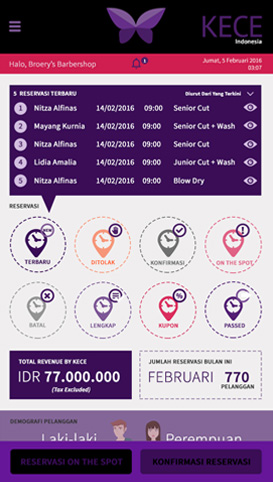 KECE
Indonesia
Halo, Broery's Barbershop
1
Jumat, 5 Februari 2016
03:07
5 RESERVASI TERBARU
Diurut Dari Yang Terkini
1 Nitza Alfinas 14/02/2016 09:00 Senior Cut
2 Mayang Kurnia 14/02/2016 09:00 Senior Cut + Wash
3 Nitza Alfinas 14/02/2016 09:00 Senior Cut
4 Lidia Amalia 14/02/2016 09:00 Junior Cut + Wash
5 Nitza Alfinas 14/02/2016 09:00 Blow Dry
RESERVASI
NEW
TERBARU
DITOLAK
KONFIRMASI
ON THE SPOT
BATAL
LENGKAP
KUPON
PASSED
TOTAL REVENUE BY KECE
IDR 77.000.000
(Tax Excluded)
JUMLAH RESERVASI BULAN INI
FEBRUARI 770
PELANGGAN
DEMOGRAFI PELANGGAN
Laki-laki
Perempuan
RESERVASI ON THE SPOT
KONFIRMASI RESERVASI